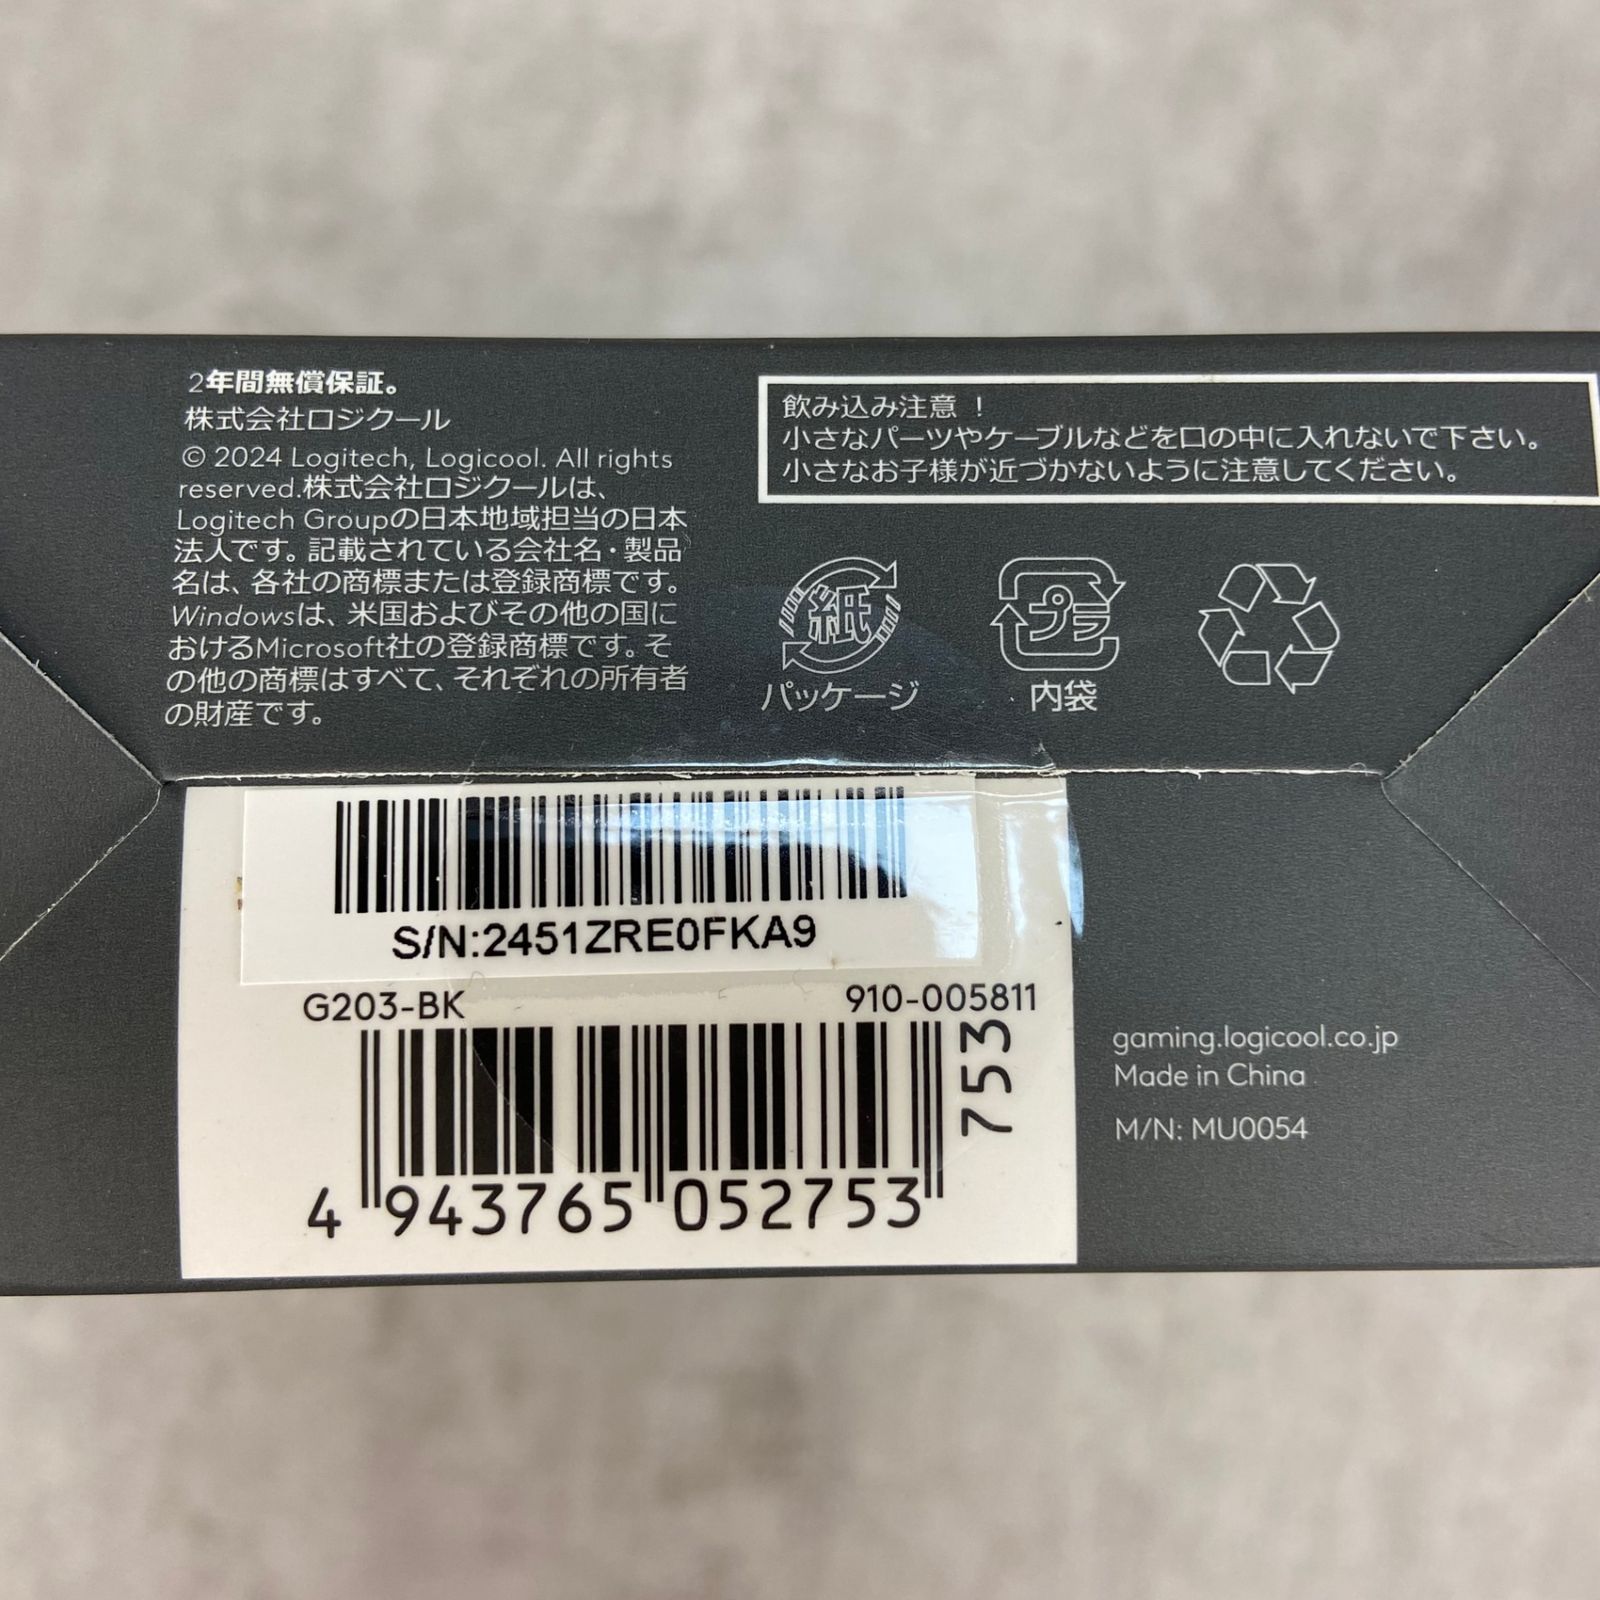 2年間無償保証。
株式会社ロジクール
© 2024 Logitech, Logicool. All rights
reserved.株式会社ロジクールは、
Logitech Groupの日本地域担当の日本
法人です。記載されている会社名・製品
名は、各社の商標または登録商標です。
Windowsは、米国およびその他の国に
おけるMicrosoft社の登録商標です。そ
の他の商標はすべて、それぞれの所有者
の財産です。
飲み込み注意！
小さなパーツやケーブルなどを口の中に入れないで下さい。
小さなお子様が近づかないように注意してください。
紙
パッケージ
プラ
内袋
S/N:2451ZRE0FKA9
G203-BK
910-005811
753
4 943765 052753
gaming.logicool.co.jp
Made in China
M/N: MU0054